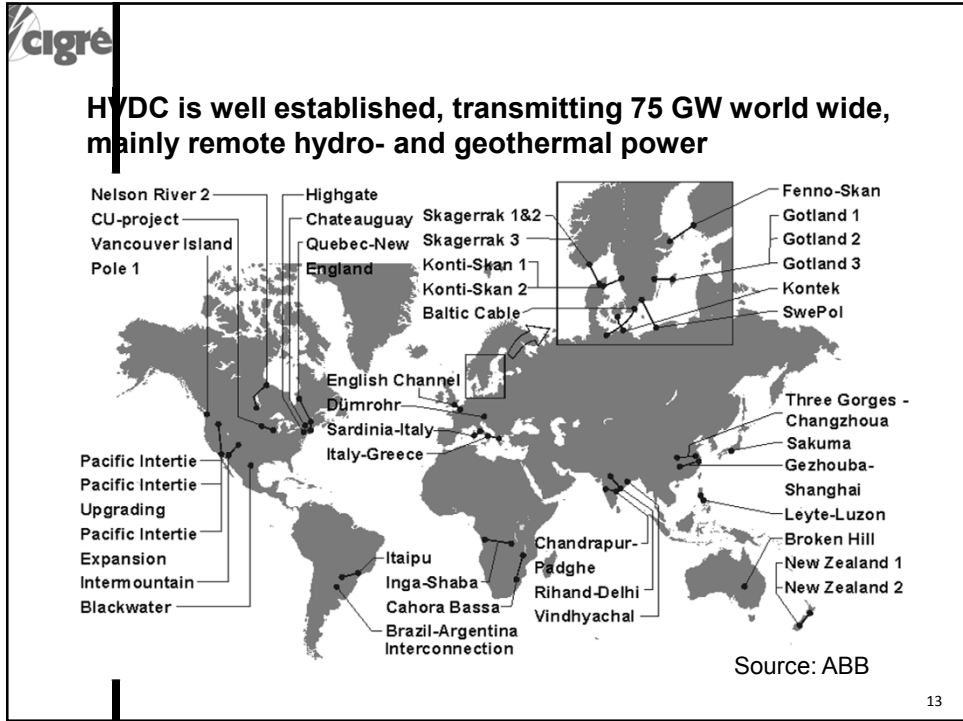 cigré
HVDC is well established, transmitting 75 GW world wide,
mainly remote hydro- and geothermal power
Nelson River 2
CU-project
Vancouver Island
Pole 1
Highgate
Chateauguay
Quebec-New
England
Skagerrak 1&2
Skagerrak 3
Konti-Skan 1
Konti-Skan 2
Baltic Cable
Fenno-Skan
Gotland 1
Gotland 2
Gotland 3
Kontek
SwePol
English Channel
Dürnrohr
Sardinia-Italy
Italy-Greece
Three Gorges -
Changzhoua
Sakuma
Gezhouba-
Shanghai
Leyte-Luzon
Broken Hill
New Zealand 1
New Zealand 2
Pacific Intertie
Pacific Intertie
Upgrading
Pacific Intertie
Expansion
Intermountain
Blackwater
Itaipu
Inga-Shaba
Cahora Bassa
Brazil-Argentina
Interconnection
Chandrapur-
Padghe
Rihand-Delhi
Vindhyachal
Source: ABB
13